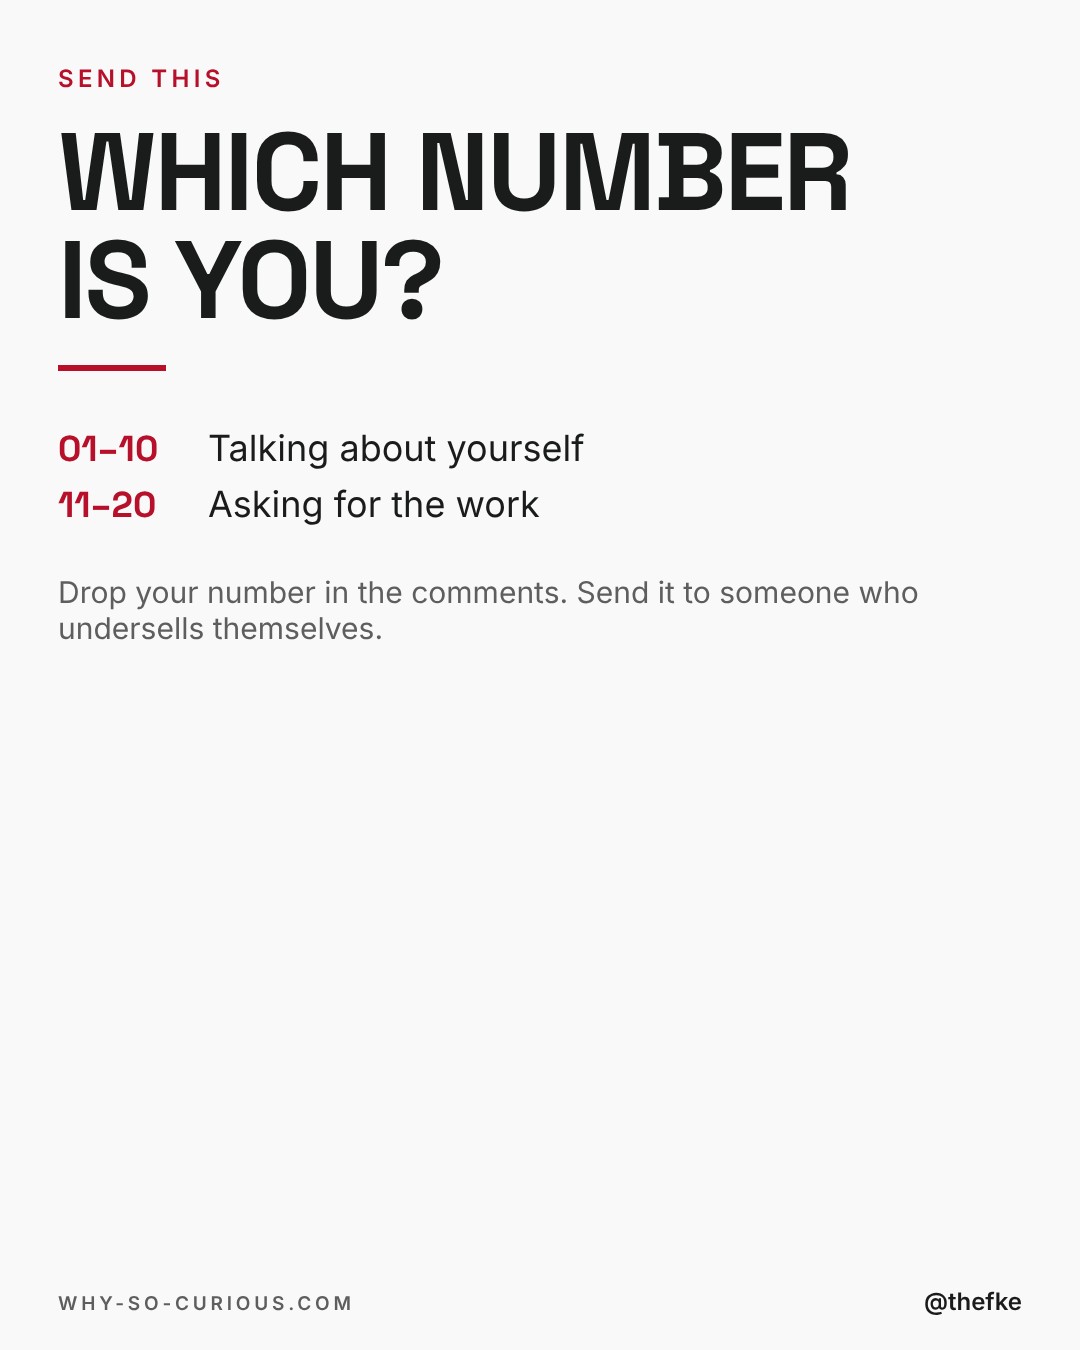 SEND THIS
WHICH NUMBER
IS YOU?
01–10 Talking about yourself
11–20 Asking for the work
Drop your number in the comments. Send it to someone who
undersells themselves.
WHY-SO-CURIOUS.COM @thefke